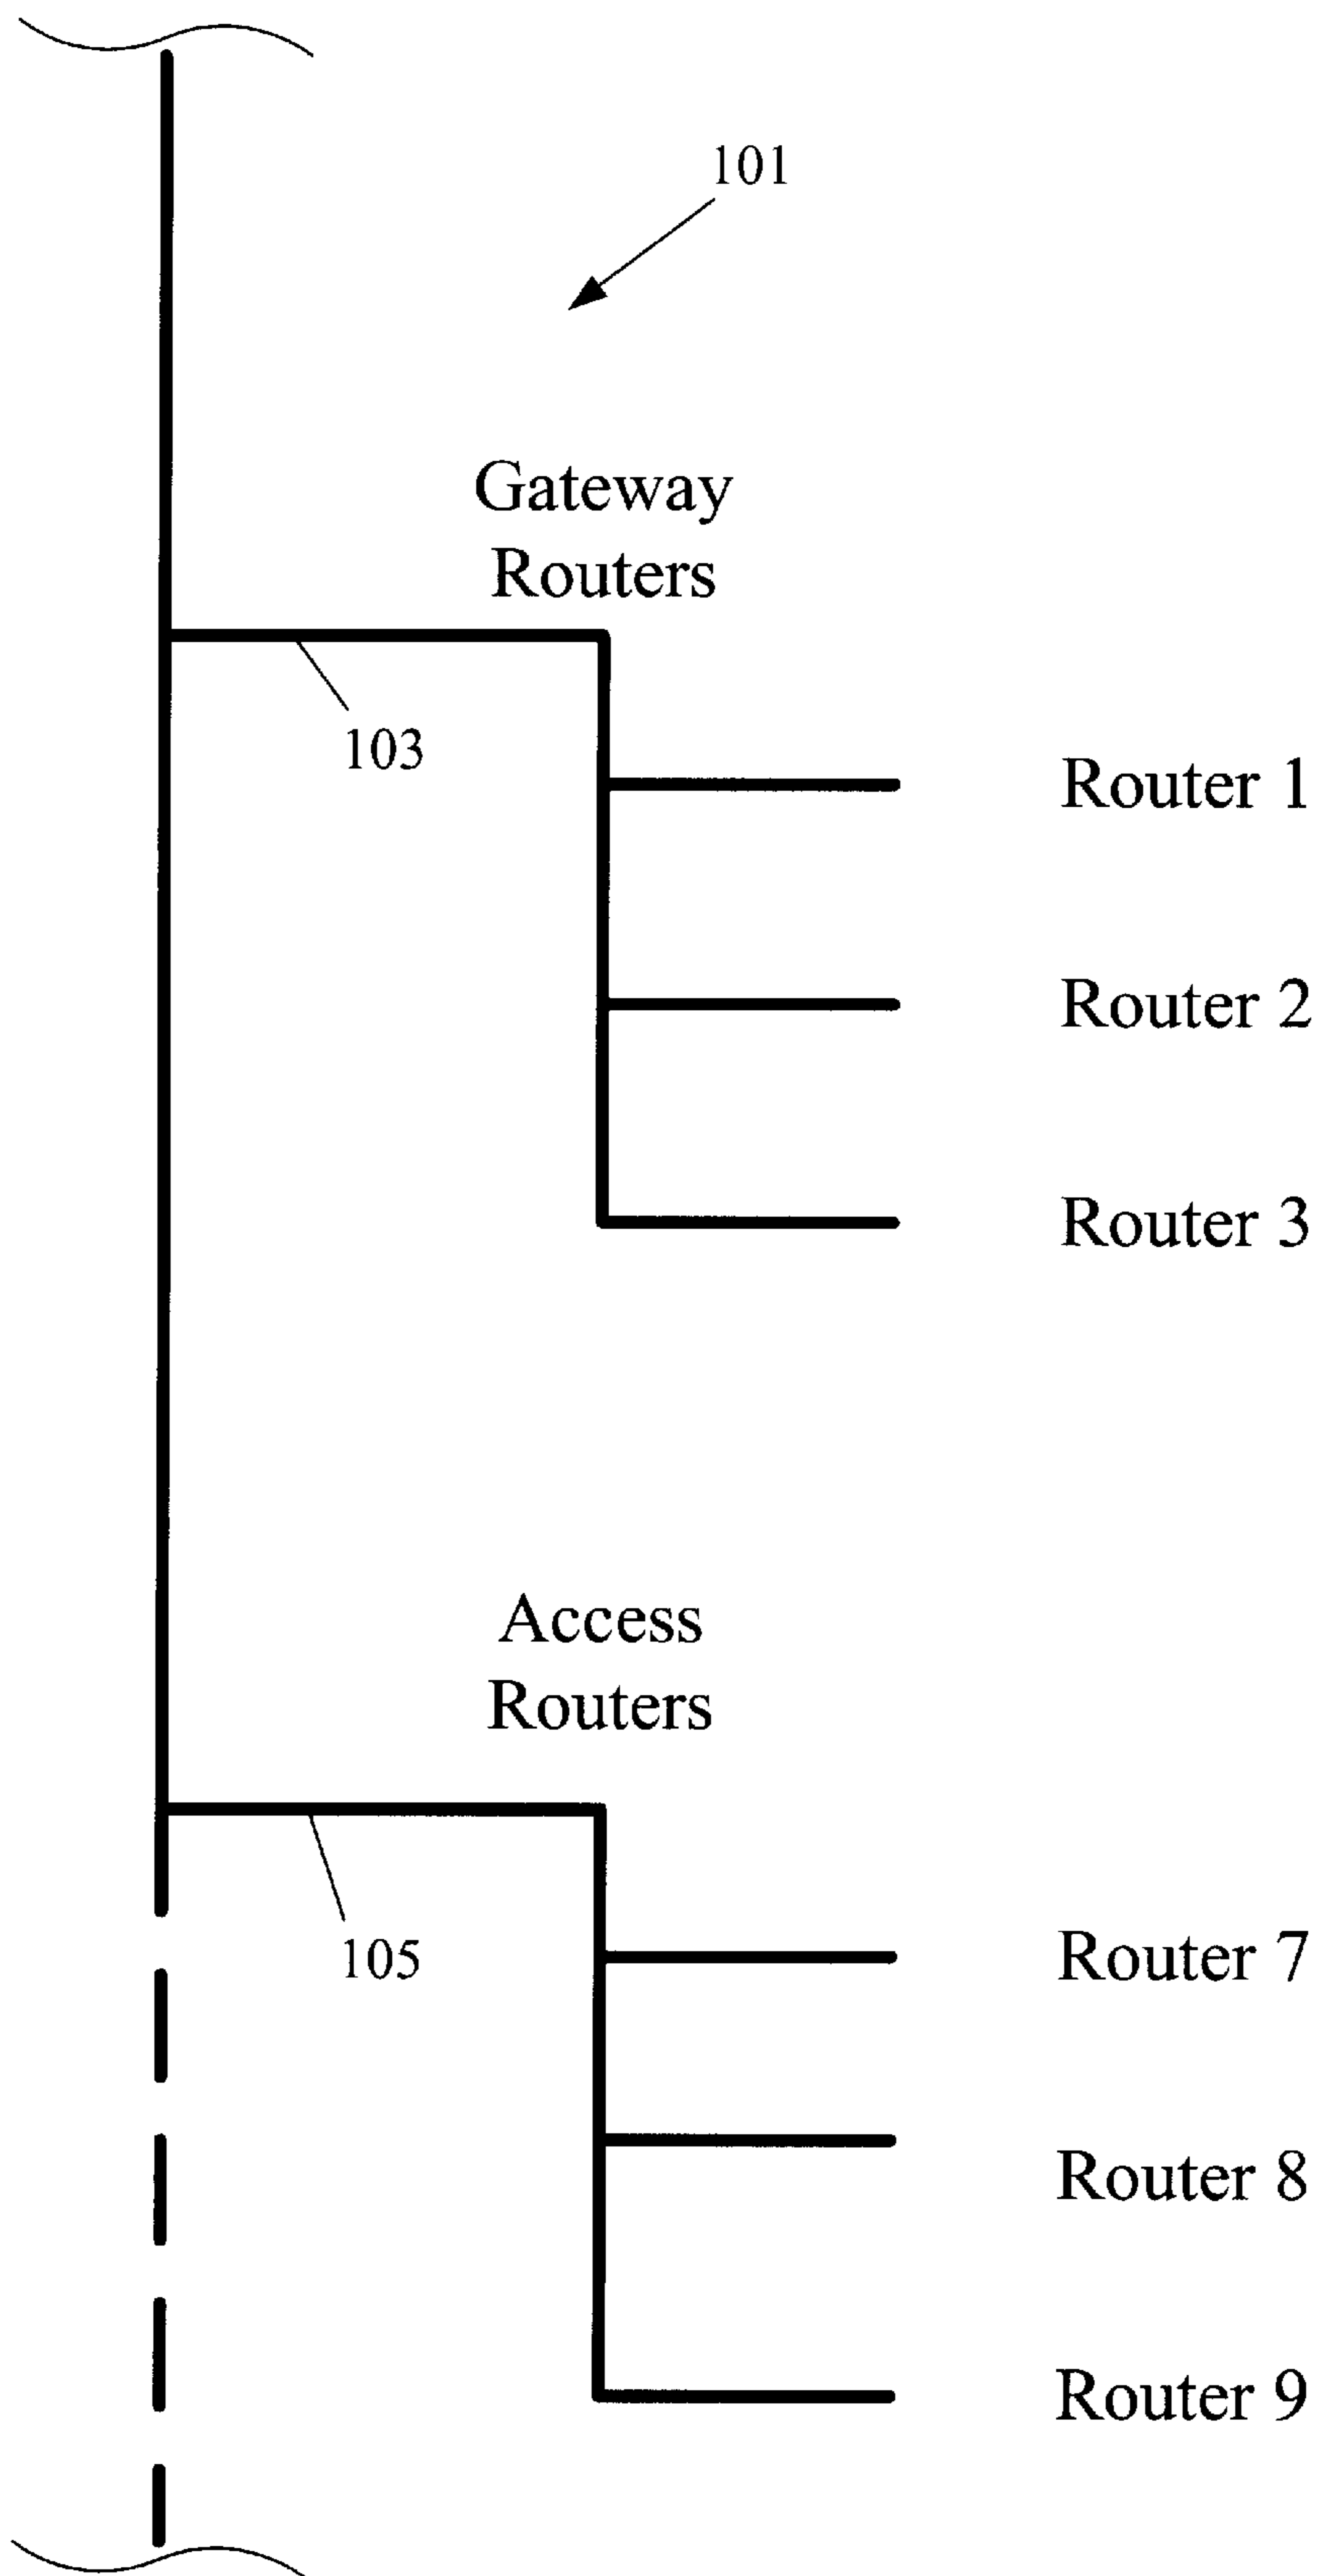 101
Gateway
Routers
103
Router 1
Router 2
Router 3
Access
Routers
105
Router 7
Router 8
Router 9